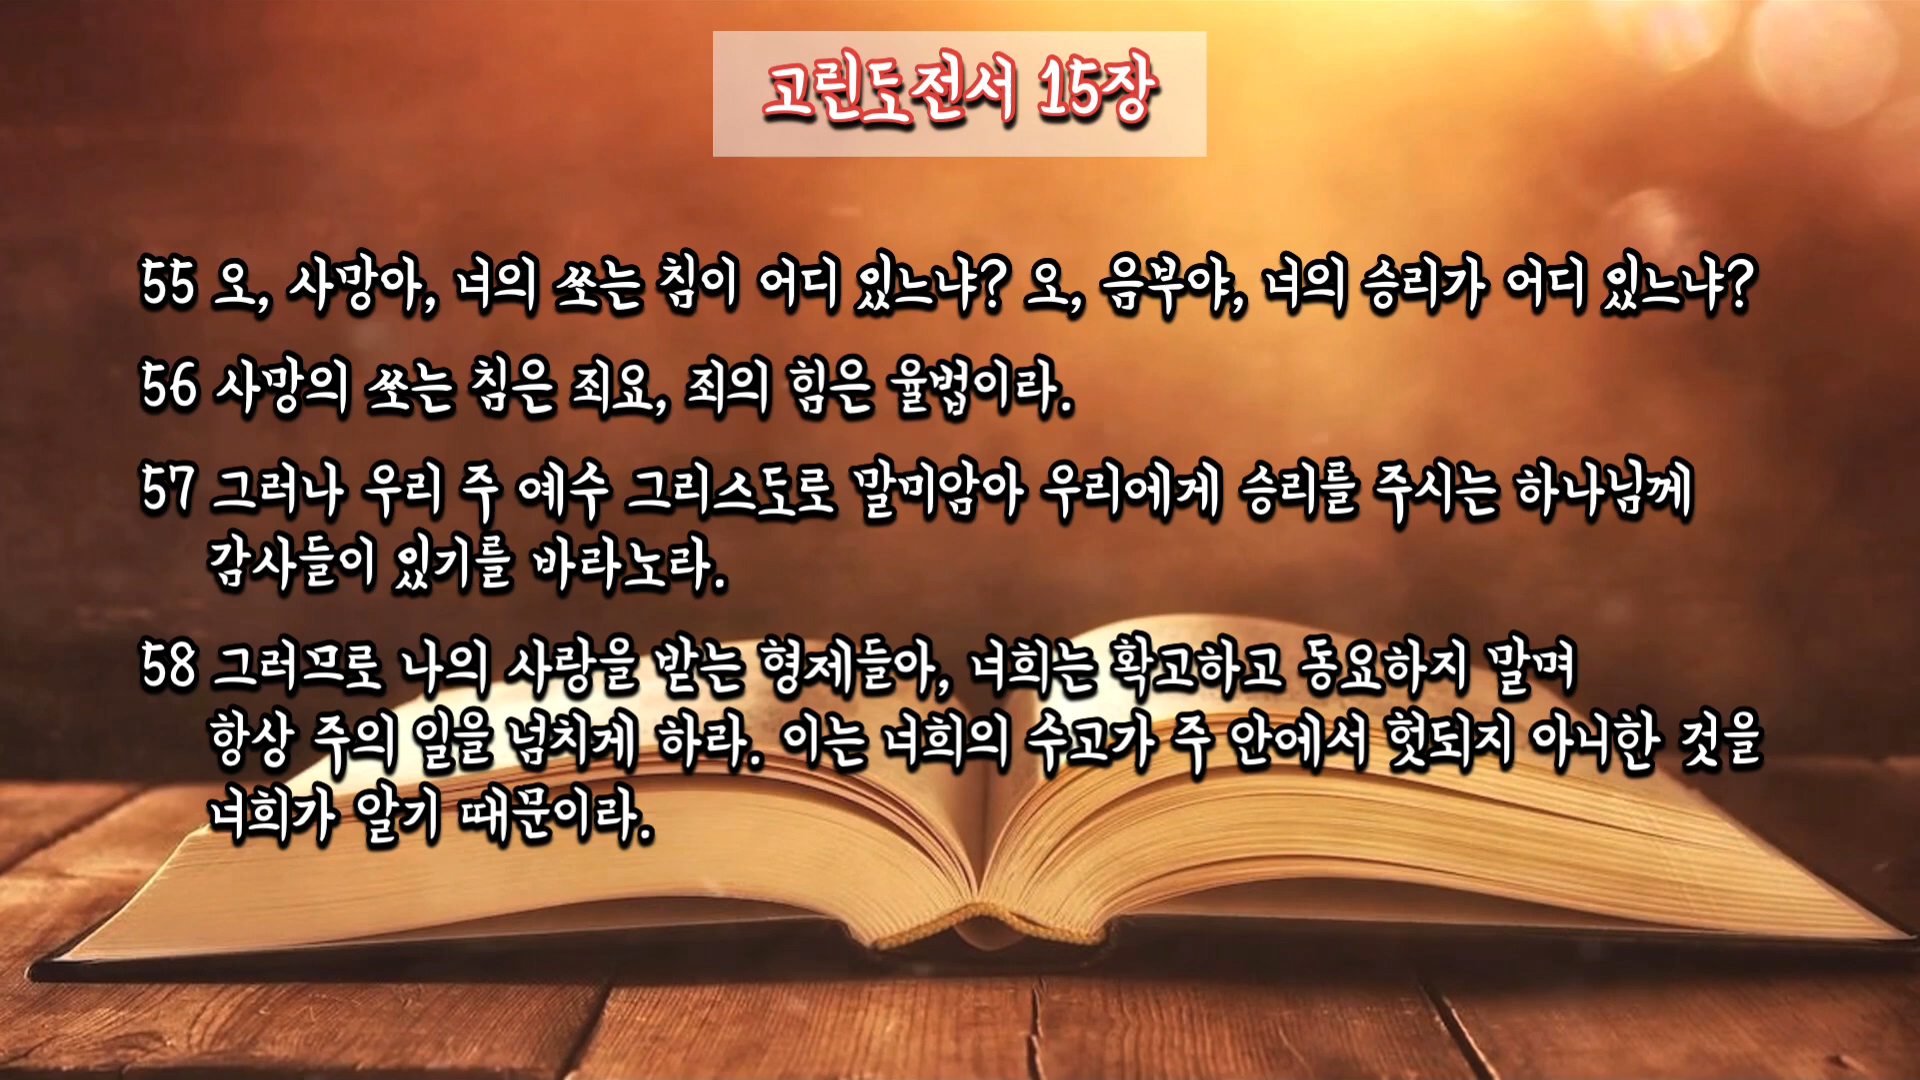 고린도전서 15장
55 오, 사망아, 너의 쏘는 침이 어디 있느냐? 오, 음부야, 너의 승리가 어디 있느냐?
56 사망의 쏘는 침은 죄요, 죄의 힘은 율법이라.
57 그러나 우리 주 예수 그리스도로 말미암아 우리에게 승리를 주시는 하나님께
감사들이 있기를 바라노라.
58 그러므로 나의 사랑을 받는 형제들아, 너희는 확고하고 동요하지 말며
항상 주의 일을 넘치게 하라. 이는 너희의 수고가 주 안에서 헛되지 아니한 것을
너희가 알기 때문이라.